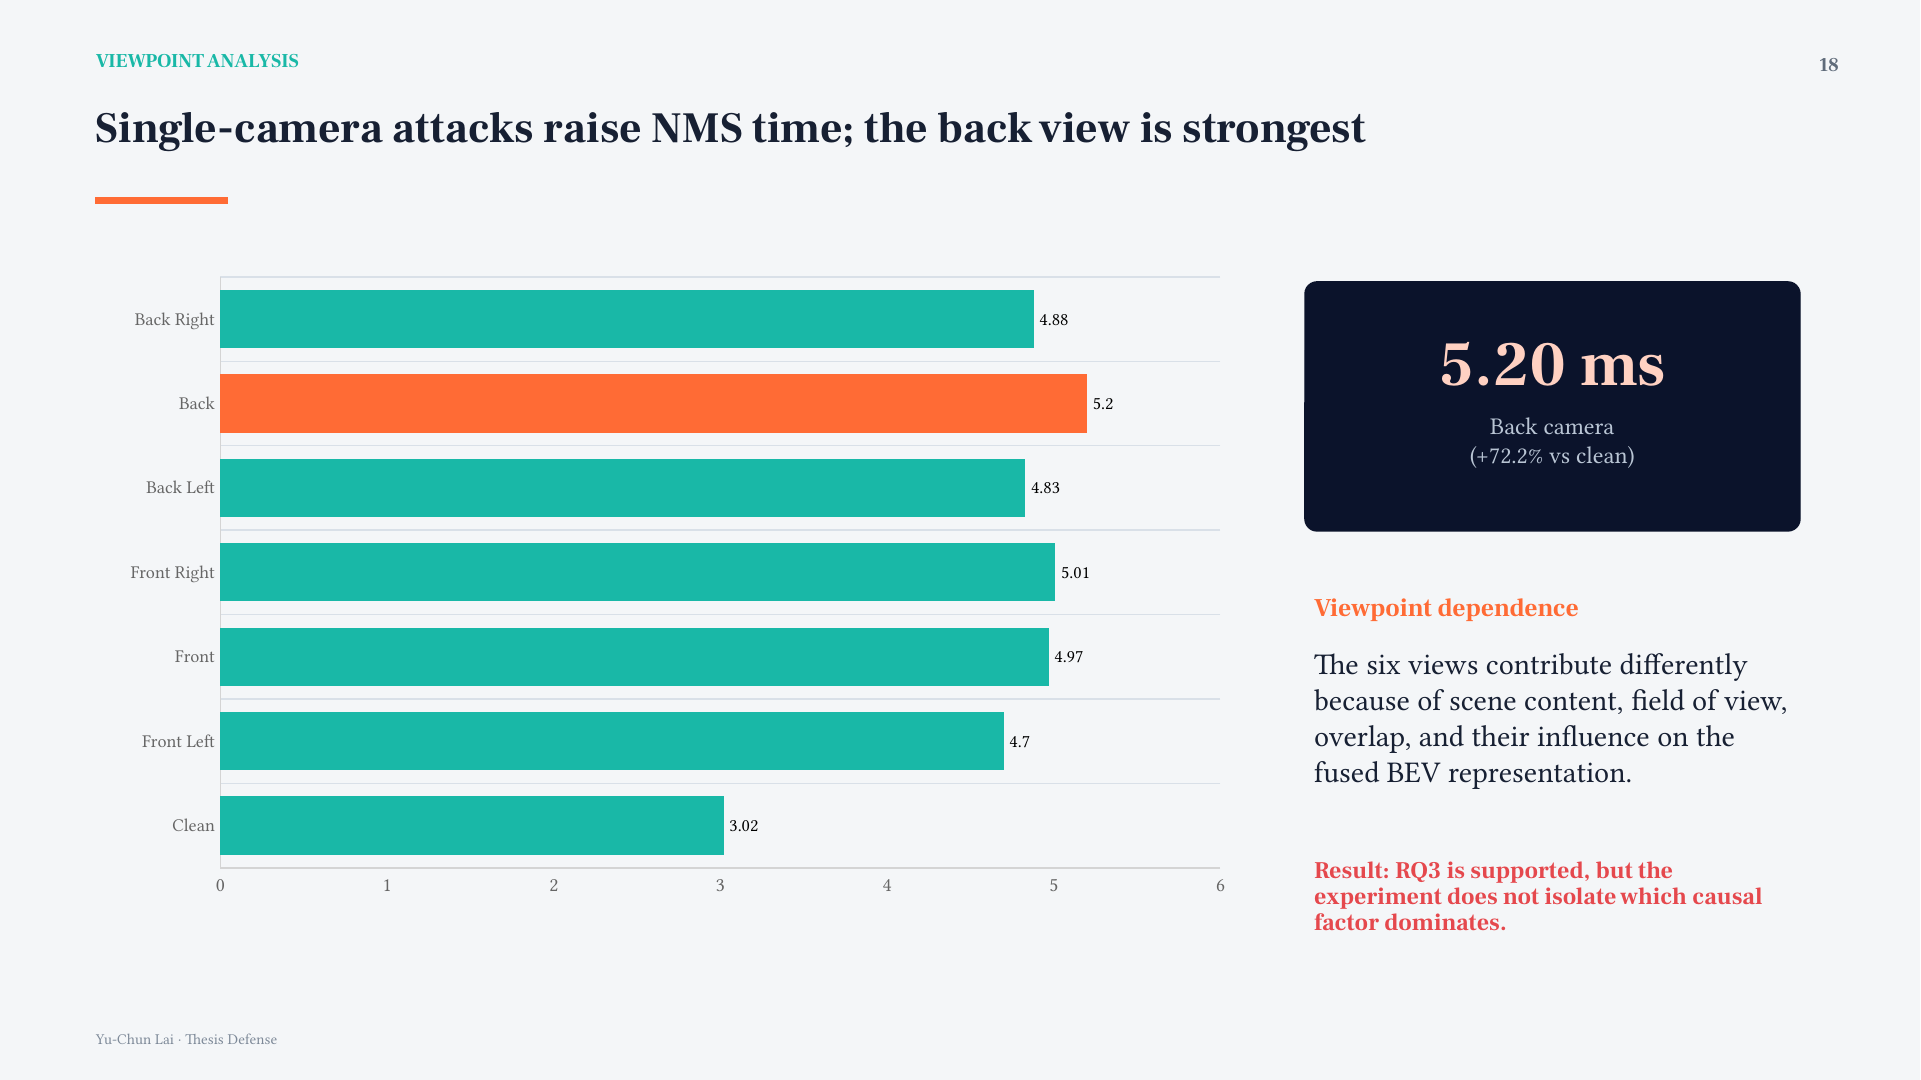 VIEWPOINT ANALYSIS
18
Single-camera attacks raise NMS time; the back view is strongest
Back Right
4.88
Back
5.2
Back Left
4.83
Front Right
5.01
Front
4.97
Front Left
4.7
Clean
3.02
0 1 2 3 4 5 6
5.20 ms
Back camera
(+72.2% vs clean)
Viewpoint dependence
The six views contribute differently
because of scene content, field of view,
overlap, and their influence on the
fused BEV representation.
Result: RQ3 is supported, but the
experiment does not isolate which causal
factor dominates.
Yu-Chun Lai · Thesis Defense